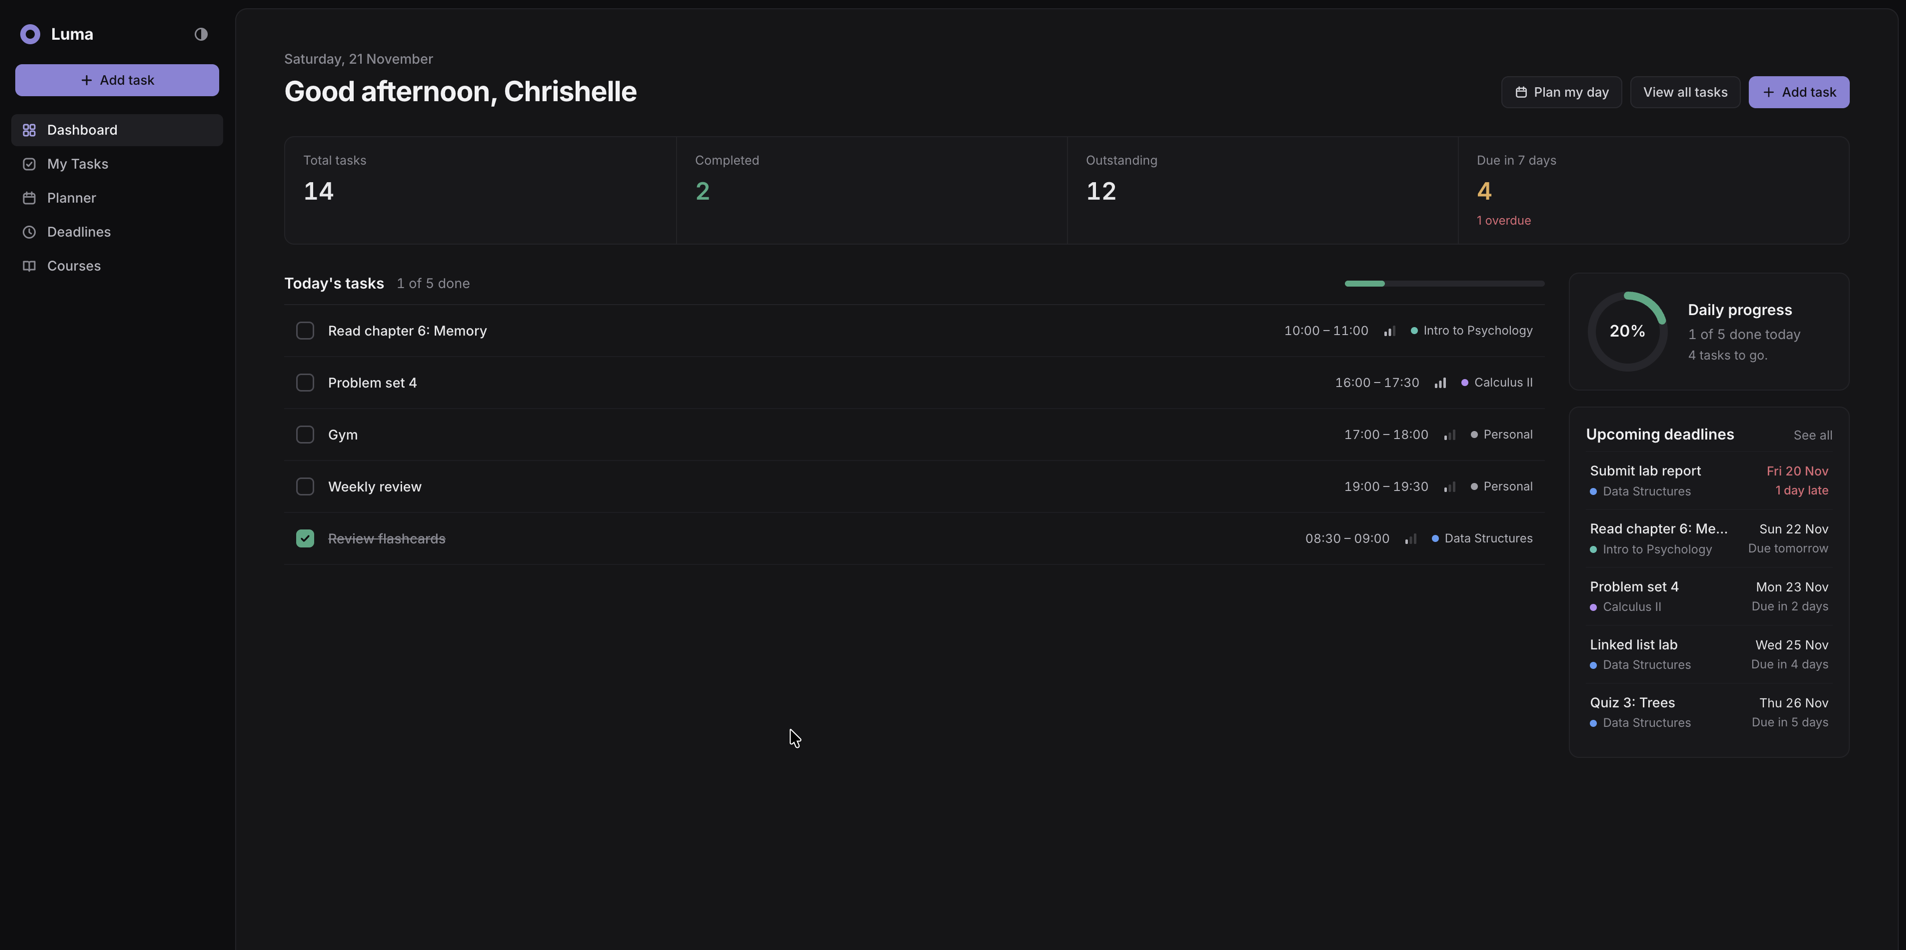 Luma
Add task
Dashboard
My Tasks
Planner
Deadlines
Courses
Saturday, 21 November
Good afternoon, Chrishelle
Plan my day
View all tasks
Add task
Total tasks
14
Completed
2
Outstanding
12
Due in 7 days
4
1 overdue
Today's tasks 1 of 5 done
Read chapter 6: Memory 10:00 – 11:00 Intro to Psychology
Problem set 4 16:00 – 17:30 Calculus II
Gym 17:00 – 18:00 Personal
Weekly review 19:00 – 19:30 Personal
Review flashcards 08:30 – 09:00 Data Structures
20%
Daily progress
1 of 5 done today
4 tasks to go.
Upcoming deadlines See all
Submit lab report Fri 20 Nov
Data Structures 1 day late
Read chapter 6: Me... Sun 22 Nov
Intro to Psychology Due tomorrow
Problem set 4 Mon 23 Nov
Calculus II Due in 2 days
Linked list lab Wed 25 Nov
Data Structures Due in 4 days
Quiz 3: Trees Thu 26 Nov
Data Structures Due in 5 days